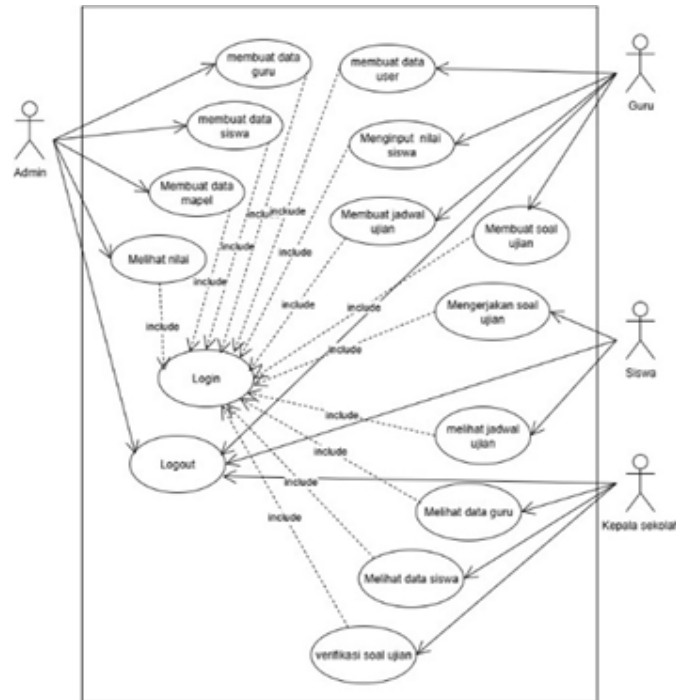 membuat data
guru
membuat data
user
Guru
membuat data
siswa
Menginput nilai
siswa
Admin
Membuat data
mapel
include
include
Membuat jadwal
ujian
Membuat soal
ujian
Melihat nilai
include
include
include
include
include
Mengerjakan soal
ujian
include
include
Siswa
Login
melihat jadwal
ujian
include
include
Logout
include
Melihat data guru
Kepala sekolah
include
Melihat data siswa
verifikasi soal ujian